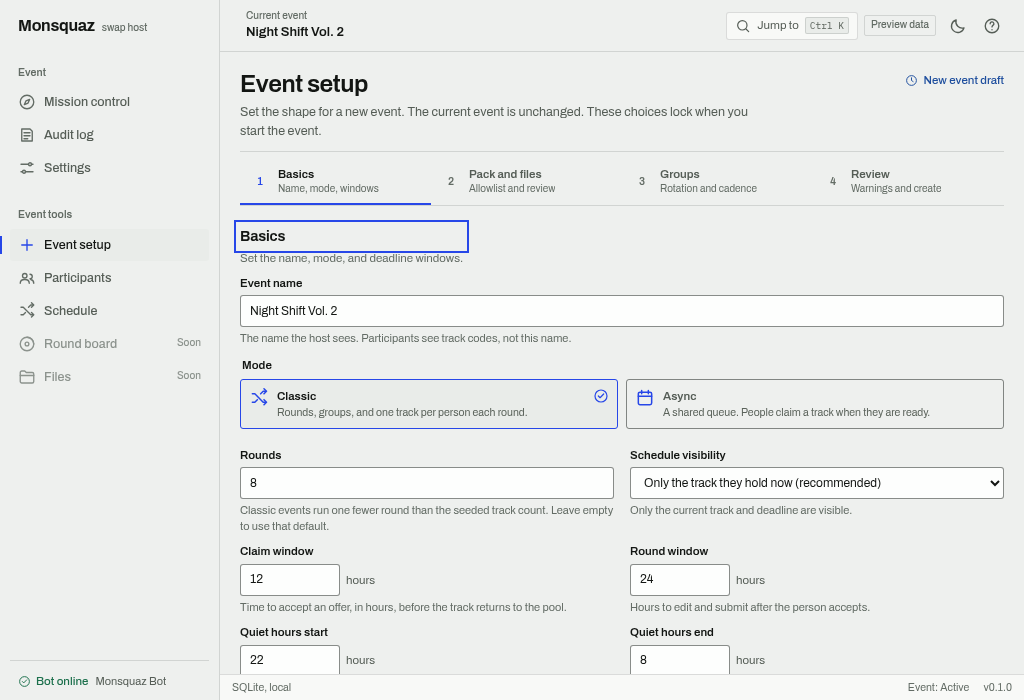 Monsquaz swap host
Event
Mission control
Audit log
Settings
Event tools
Event setup
Participants
Schedule
Round board Soon
Files Soon
Bot online Monsquaz Bot
Current event
Night Shift Vol. 2
Jump to Ctrl K
Preview data
Event setup
New event draft
Set the shape for a new event. The current event is unchanged. These choices lock when you
start the event.
1 Basics
Name, mode, windows
2 Pack and files
Allowlist and review
3 Groups
Rotation and cadence
4 Review
Warnings and create
Basics
Set the name, mode, and deadline windows.
Event name
Night Shift Vol. 2
The name the host sees. Participants see track codes, not this name.
Mode
Classic
Rounds, groups, and one track per person each round.
Async
A shared queue. People claim a track when they are ready.
Rounds
8
Classic events run one fewer round than the seeded track count. Leave empty
to use that default.
Schedule visibility
Only the track they hold now (recommended)
Only the current track and deadline are visible.
Claim window
12 hours
Time to accept an offer, in hours, before the track returns to the pool.
Round window
24 hours
Hours to edit and submit after the person accepts.
Quiet hours start
22 hours
Quiet hours end
8 hours
SQLite, local
Event: Active v0.1.0